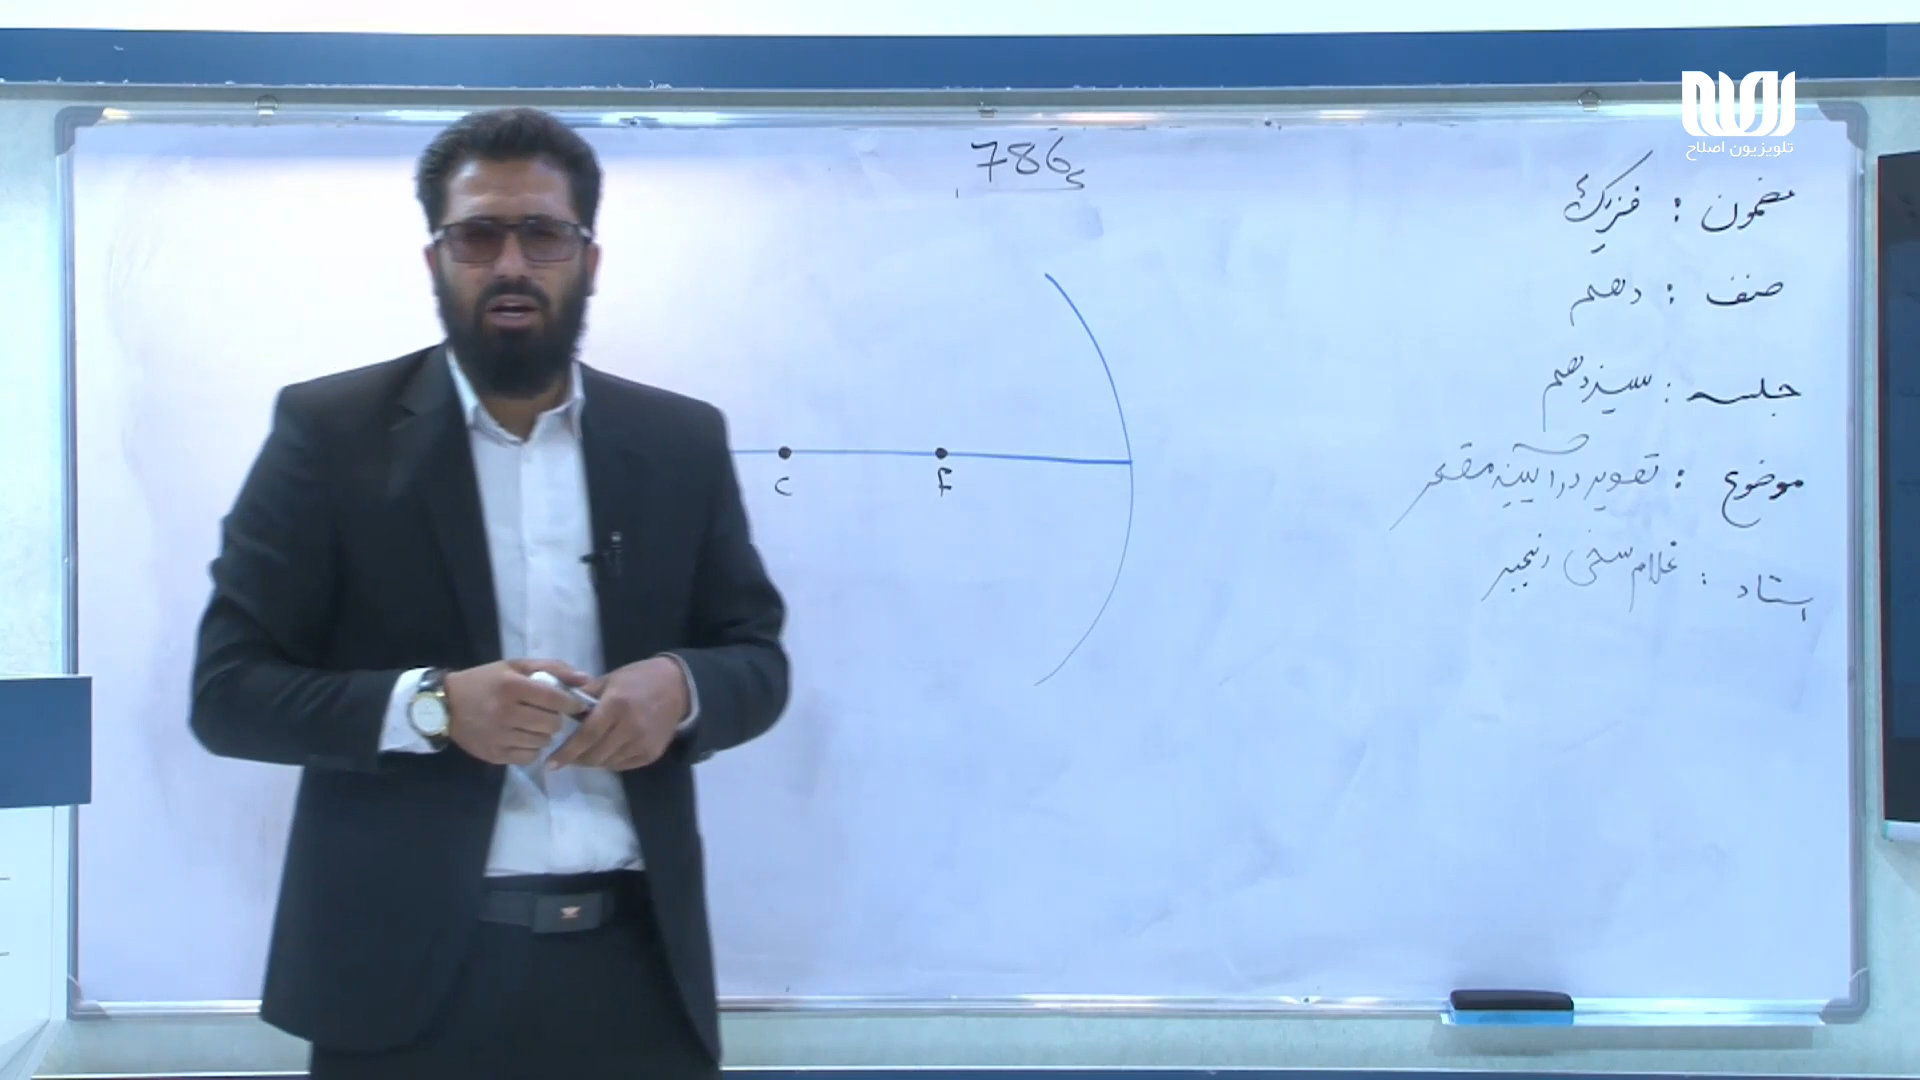 786
مضمون : فزیک
صنف : دهم
جلسه : سیزدهم
موضوع : تصویر در آیینه مقعر
استاد : غلام سخی رنجبر
C F
تلویزیون اصلاح